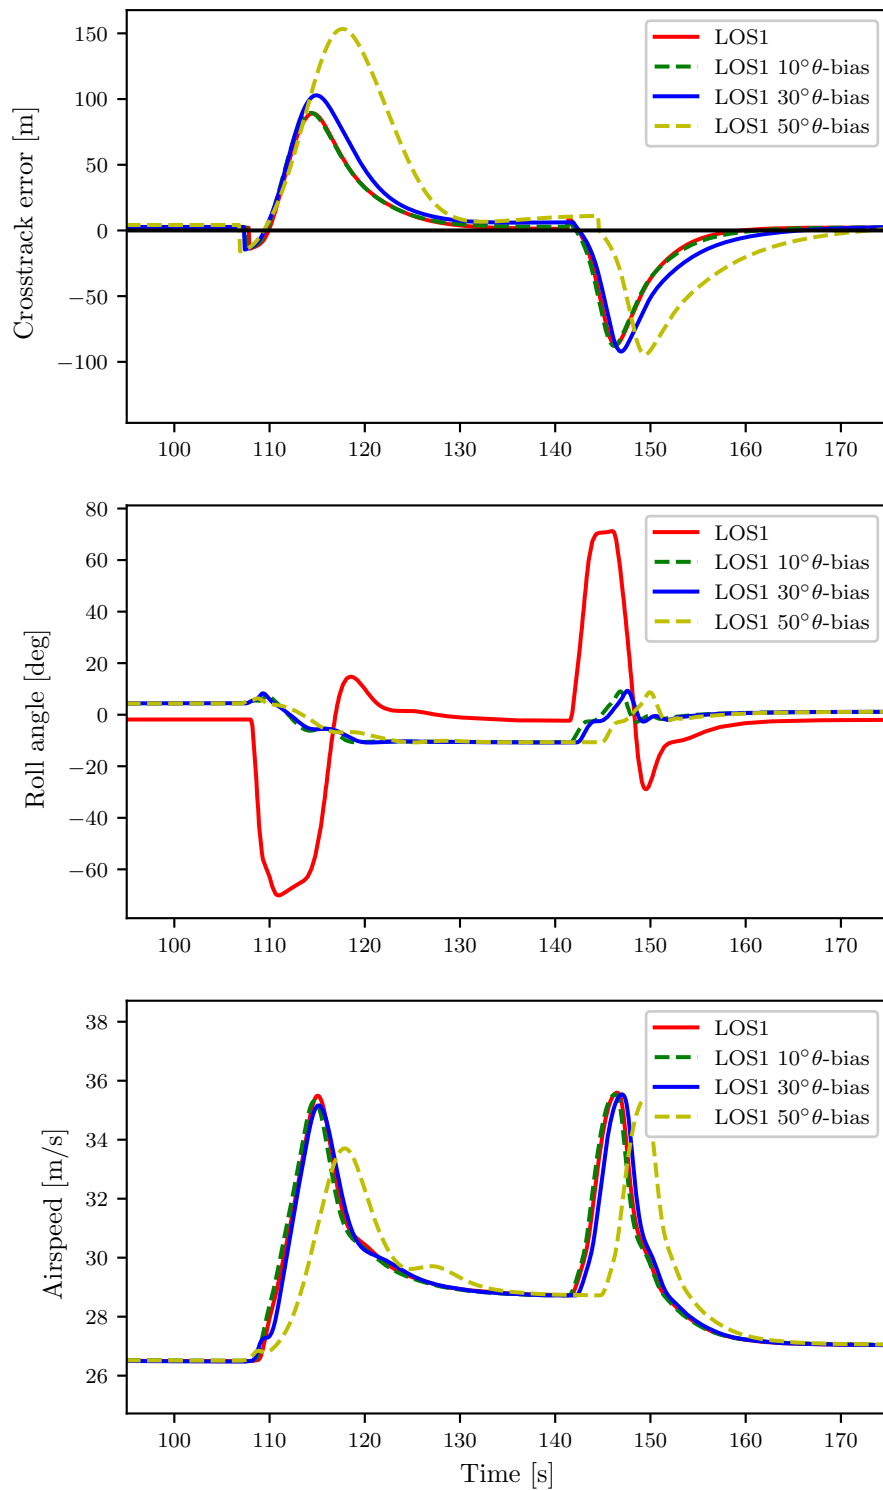 150
100
50
0
−50
−100
Crosstrack error [m]
LOS1
LOS1 10°θ-bias
LOS1 30°θ-bias
LOS1 50°θ-bias
100 110 120 130 140 150 160 170
80
60
40
20
0
−20
−40
−60
Roll angle [deg]
LOS1
LOS1 10°θ-bias
LOS1 30°θ-bias
LOS1 50°θ-bias
100 110 120 130 140 150 160 170
38
36
34
32
30
28
26
Airspeed [m/s]
LOS1
LOS1 10°θ-bias
LOS1 30°θ-bias
LOS1 50°θ-bias
100 110 120 130 140 150 160 170
Time [s]